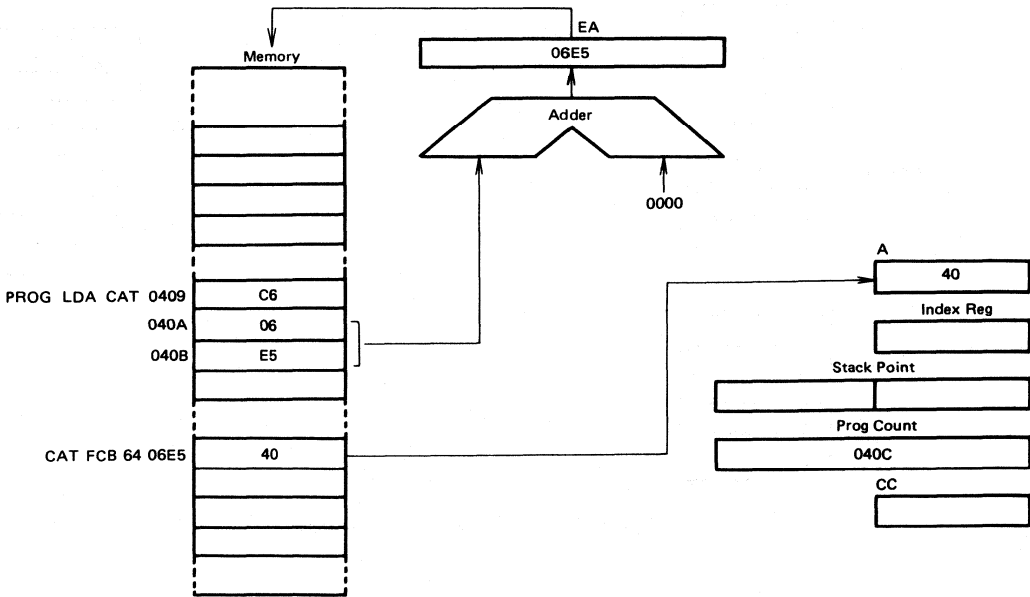 EA
06E5
Memory
Adder
0000
A
40
PROG LDA CAT 0409 C6
Index Reg
040A 06
040B E5
Stack Point
Prog Count
CAT FCB 64 06E5 40
040C
CC